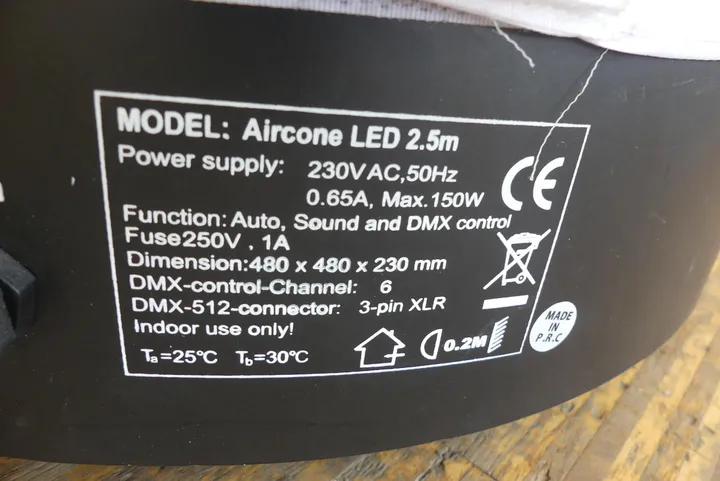 MODEL: Aircone LED 2.5m
Power supply: 230V AC,50Hz
0.65A, Max.150W
CE
Function: Auto, Sound and DMX control
Fuse250V , 1A
Dimension:480 x 480 x 230 mm
DMX-control-Channel: 6
DMX-512-connector: 3-pin XLR
Indoor use only!
Ta=25°C Tb=30°C
0.2M
MADE
IN
P.R.C